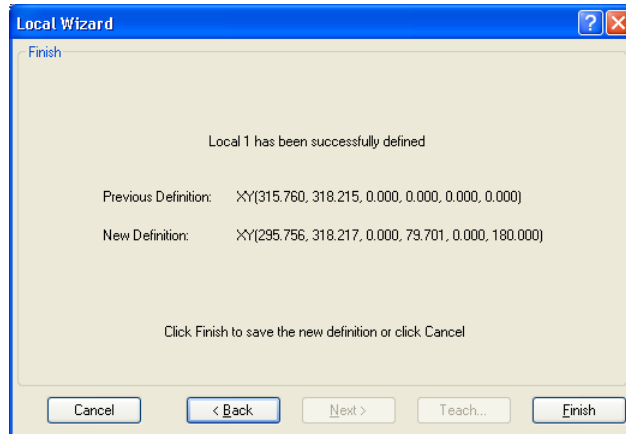 Local Wizard
Finish
Local 1 has been successfully defined
Previous Definition: XY(315.760, 318.215, 0.000, 0.000, 0.000, 0.000)
New Definition: XY(295.756, 318.217, 0.000, 79.701, 0.000, 180.000)
Click Finish to save the new definition or click Cancel
Cancel < Back Next > Teach... Finish